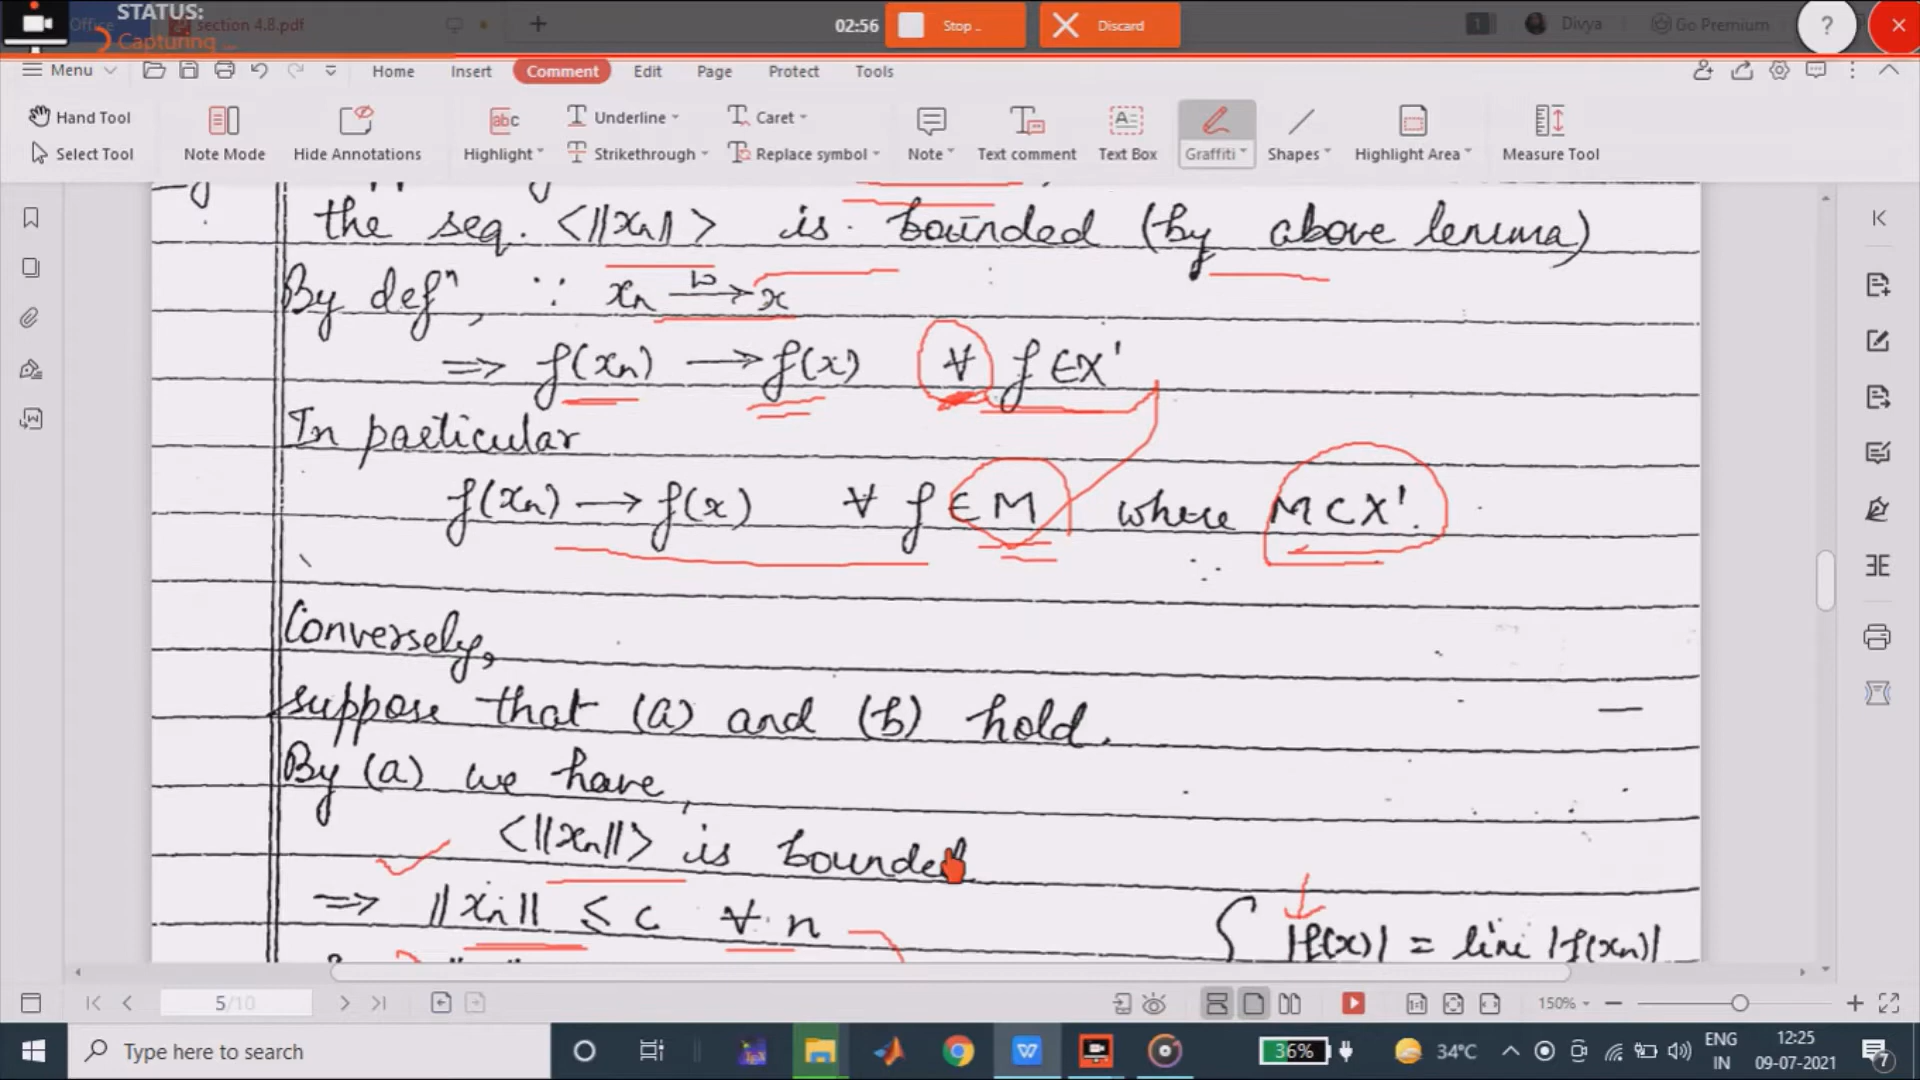 STATUS:
Capturing ...
Office
section 4.8.pdf
02:56
Stop ..
Discard
1
Divya
Go Premium
?
Menu
Home
Insert
Comment
Edit
Page
Protect
Tools
Hand Tool
Select Tool
Note Mode
Hide Annotations
Highlight
Underline
Strikethrough
Caret
Replace symbol
Note
Text comment
Text Box
Graffiti
Shapes
Highlight Area
Measure Tool
the seq. <||xn||> is bounded (by above lemma)
By defn, ∵ xn —w→ x
=> f(xn) → f(x) ∀ f ∈ X'
In particular
f(xn) → f(x) ∀ f ∈ M where M ⊂ X'.
Conversely,
suppose that (a) and (b) hold.
By (a) we have,
<||xn||> is bounded
=> ||xn|| ≤ c ∀ n
|f(x)| = lim |f(xn)|
5/10
150%
Type here to search
36%
34°C
ENG
IN
12:25
09-07-2021
7